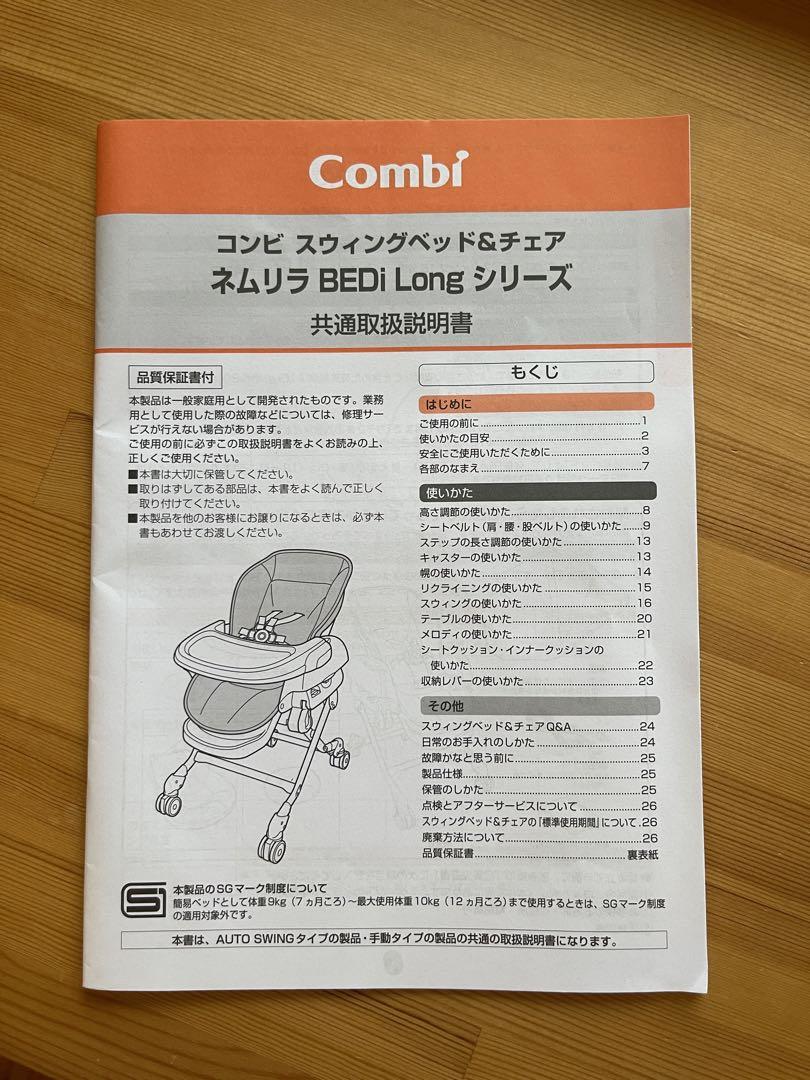 Combi
コンビ スウィングベッド&チェア
ネムリラ BEDi Long シリーズ
共通取扱説明書
品質保証書付
本製品は一般家庭用として開発されたものです。業務
用として使用した際の故障などについては、修理サー
ビスが行えない場合があります。
ご使用の前に必ずこの取扱説明書をよくお読みの上、
正しくご使用ください。
■本書は大切に保管してください。
■取りはずしてある部品は、本書をよく読んで正しく
取り付けてください。
■本製品を他のお客様にお譲りになるときは、必ず本
書もあわせてお渡しください。
もくじ
はじめに
ご使用の前に 1
使いかたの目安 2
安全にご使用いただくために 3
各部のなまえ 7
使いかた
高さ調節の使いかた 8
シートベルト(肩・腰・股ベルト)の使いかた 9
ステップの長さ調節の使いかた 13
キャスターの使いかた 13
幌の使いかた 14
リクライニングの使いかた 15
スウィングの使いかた 16
テーブルの使いかた 20
メロディの使いかた 21
シートクッション・インナークッションの
使いかた 22
収納レバーの使いかた 23
その他
スウィングベッド&チェアQ&A 24
日常のお手入れのしかた 24
故障かなと思う前に 25
製品仕様 25
保管のしかた 25
点検とアフターサービスについて 26
スウィングベッド&チェアの「標準使用期間」について 26
廃棄方法について 26
品質保証書 裏表紙
本製品のSGマーク制度について
簡易ベッドとして体重9kg(7ヵ月ころ)~最大使用体重10kg(12ヵ月ころ)まで使用するときは、SGマーク制度
の適用対象外です。
本書は、AUTO SWINGタイプの製品・手動タイプの製品の共通の取扱説明書になります。